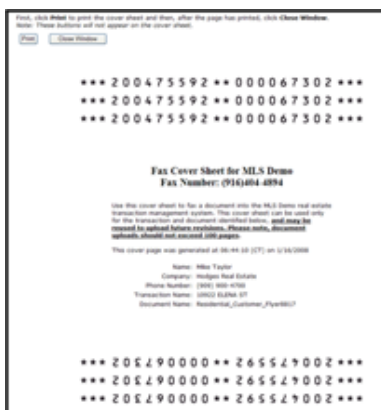 First, click Print to print the cover sheet and then, after the page has printed, click Close Window.
Note: These buttons will not appear on the cover sheet.
Print Close Window
***200475592**000067302***
***200475592**000067302***
***200475592**000067302***
Fax Cover Sheet for MLS Demo
Fax Number: (916)404-4894
Use this cover sheet to fax a document into the MLS Demo real estate
transaction management system. This cover sheet can be used only
for the transaction and document identified below, and may be
reused to upload future revisions. Please note, document
uploads should not exceed 100 pages.
This cover page was generated at 06:44:10 (CT) on 1/16/2008
Name: Mike Taylor
Company: Hodges Real Estate
Phone Number: (909) 900-4700
Transaction Name: 10922 ELENA ST
Document Name: Residential_Customer_Flyer8817
***200475592**000067302***
***200475592**000067302***
***200475592**000067302***